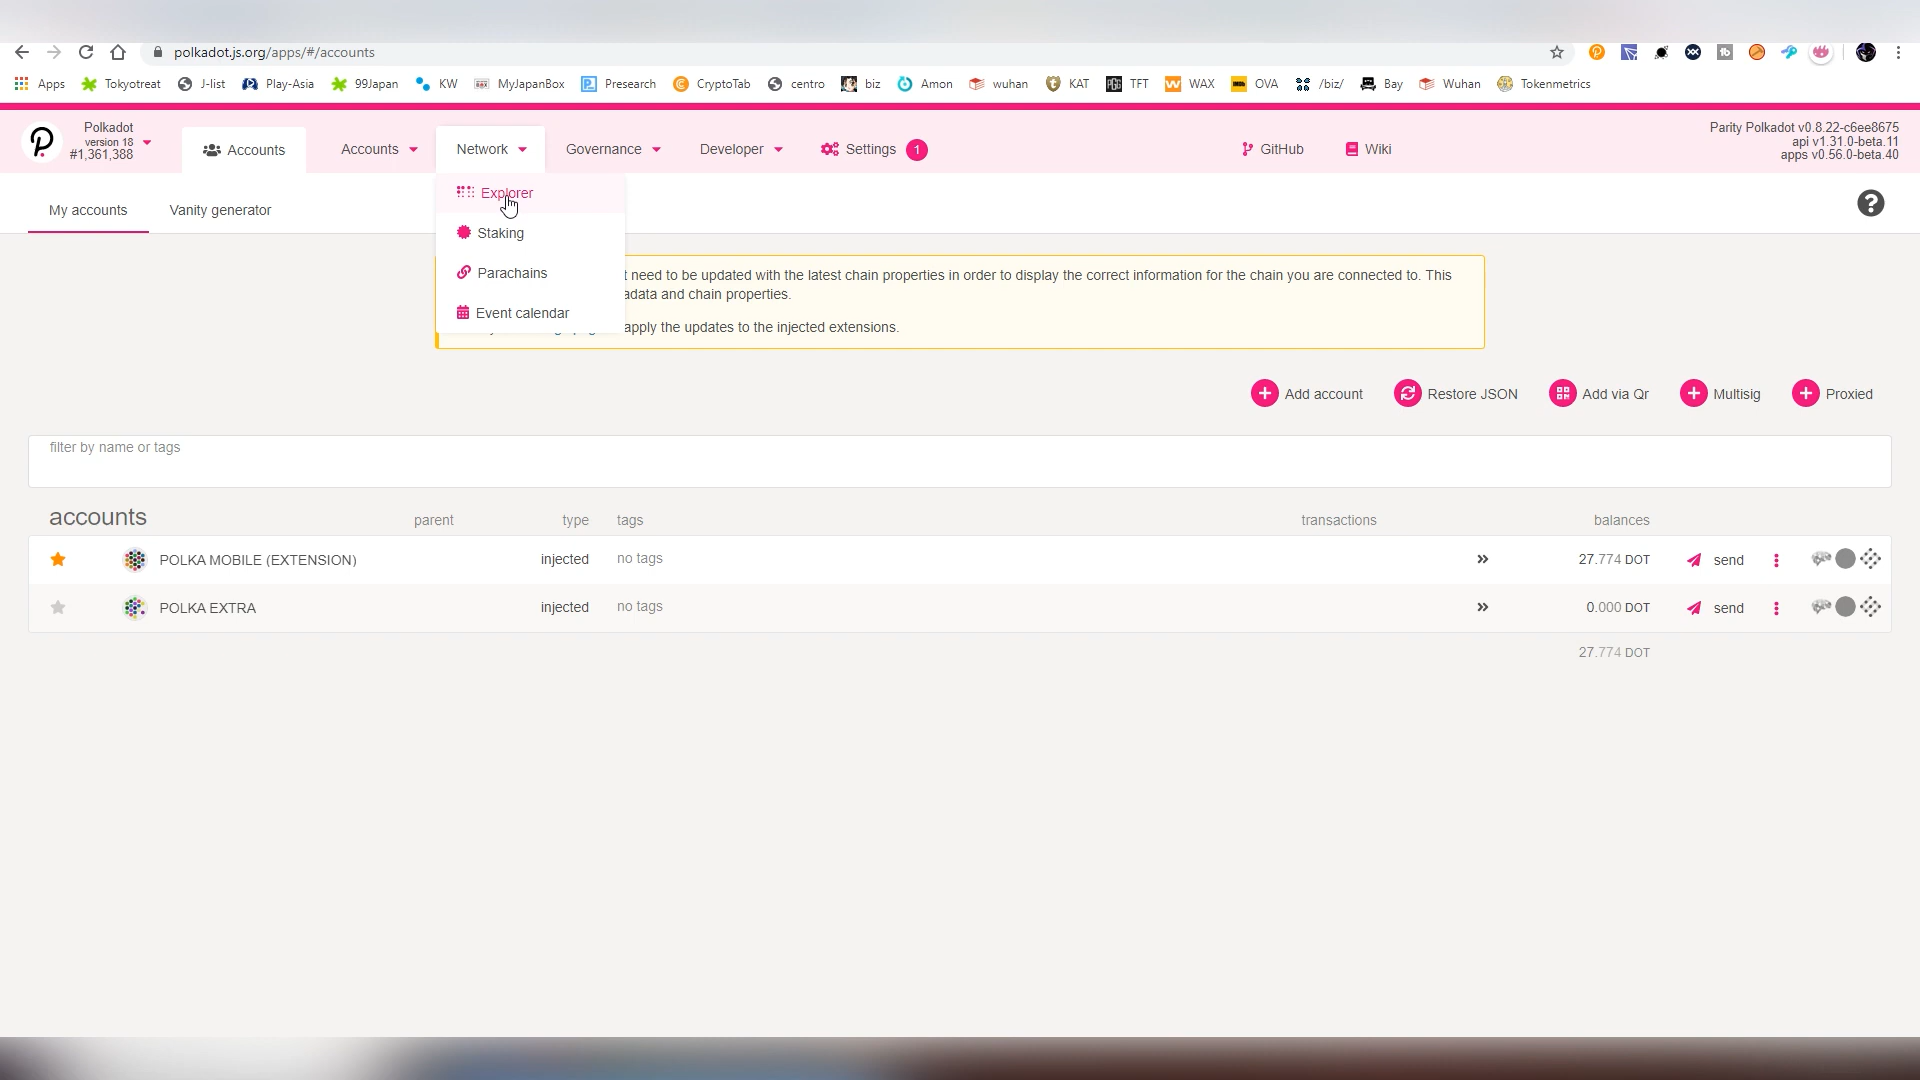 polkadot.js.org/apps/#/accounts
Apps Tokyotreat J-list Play-Asia 99Japan KW MyJapanBox Presearch CryptoTab centro biz Amon wuhan KAT TFT WAX OVA /biz/ Bay Wuhan Tokenmetrics
Polkadot
version 18
#1,361,388
Accounts Accounts Network Governance Developer Settings 1 GitHub Wiki
Parity Polkadot v0.8.22-c6ee8675
api v1.31.0-beta.11
apps v0.56.0-beta.40
My accounts Vanity generator
Explorer
Staking
Parachains
Event calendar
t need to be updated with the latest chain properties in order to display the correct information for the chain you are connected to. This
adata and chain properties.
apply the updates to the injected extensions.
Add account Restore JSON Add via Qr Multisig Proxied
filter by name or tags
accounts parent type tags transactions balances
POLKA MOBILE (EXTENSION) injected no tags 27.774 DOT send
POLKA EXTRA injected no tags 0.000 DOT send
27.774 DOT